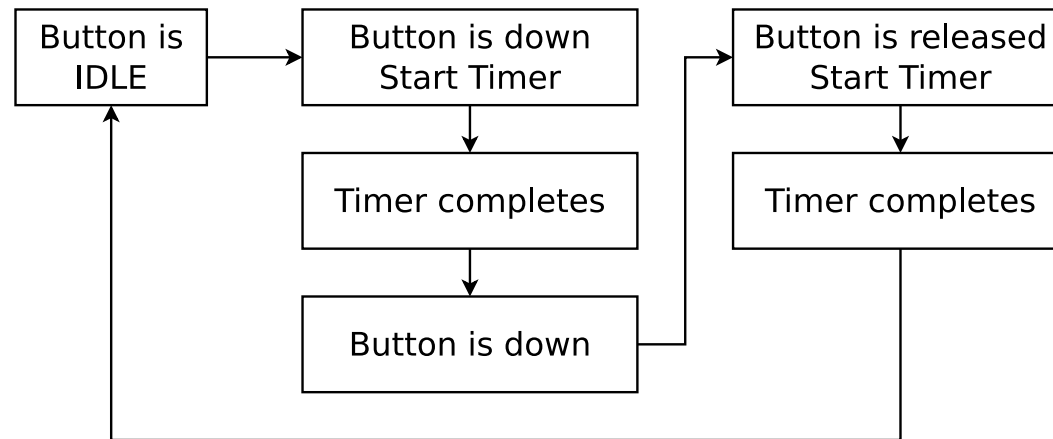 Button is
IDLE
Button is down
Start Timer
Timer completes
Button is down
Button is released
Start Timer
Timer completes